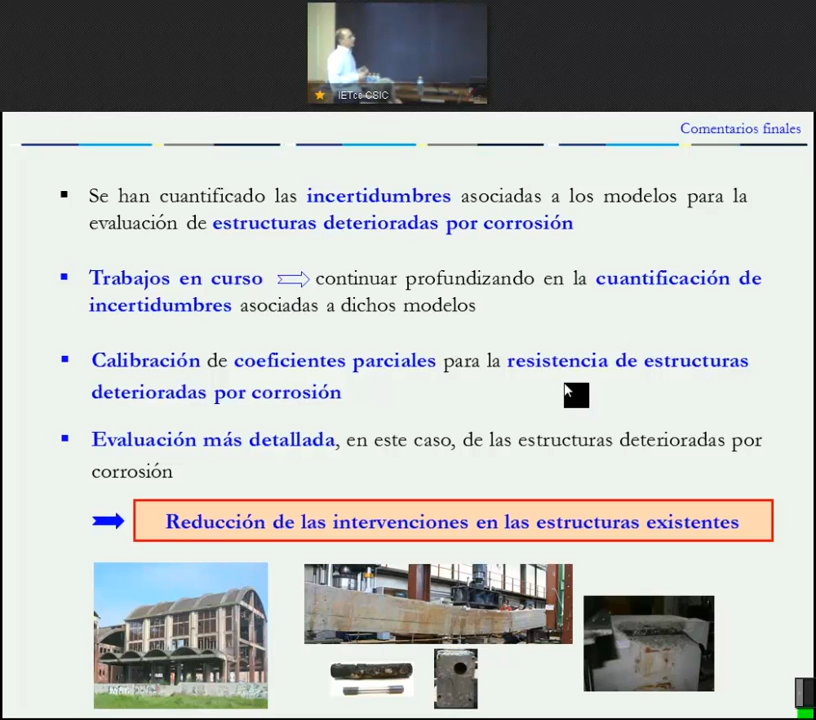 IETcc-CSIC
Comentarios finales
Se han cuantificado las incertidumbres asociadas a los modelos para la
evaluación de estructuras deterioradas por corrosión
Trabajos en curso continuar profundizando en la cuantificación de
incertidumbres asociadas a dichos modelos
Calibración de coeficientes parciales para la resistencia de estructuras
deterioradas por corrosión
Evaluación más detallada, en este caso, de las estructuras deterioradas por
corrosión
Reducción de las intervenciones en las estructuras existentes